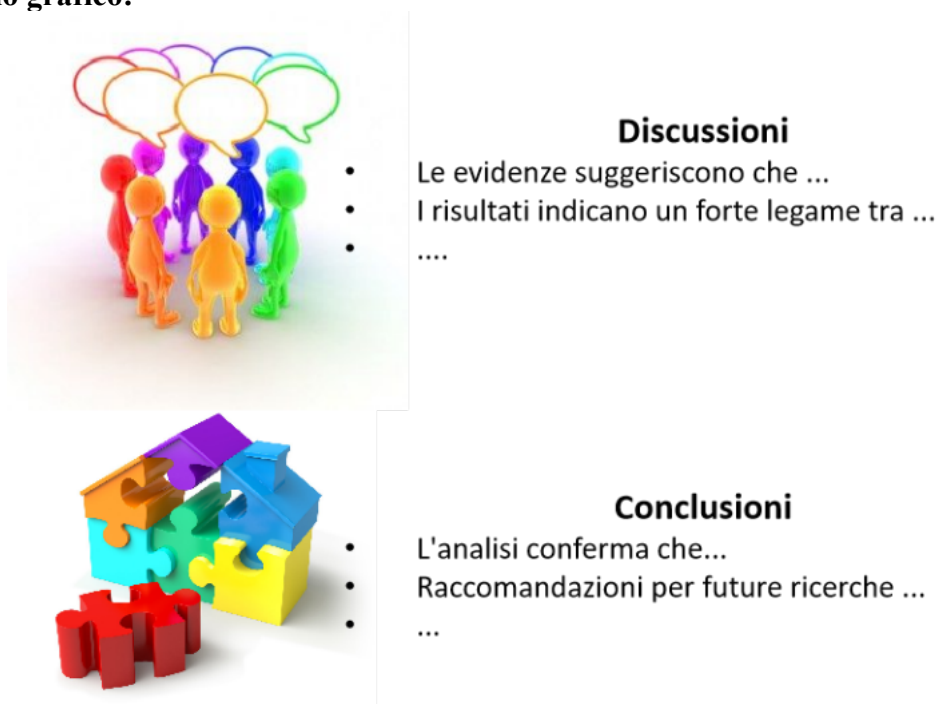 grafico:
Discussioni
• Le evidenze suggeriscono che ...
• I risultati indicano un forte legame tra ...
• ....
Conclusioni
• L'analisi conferma che...
• Raccomandazioni per future ricerche ...
• ...